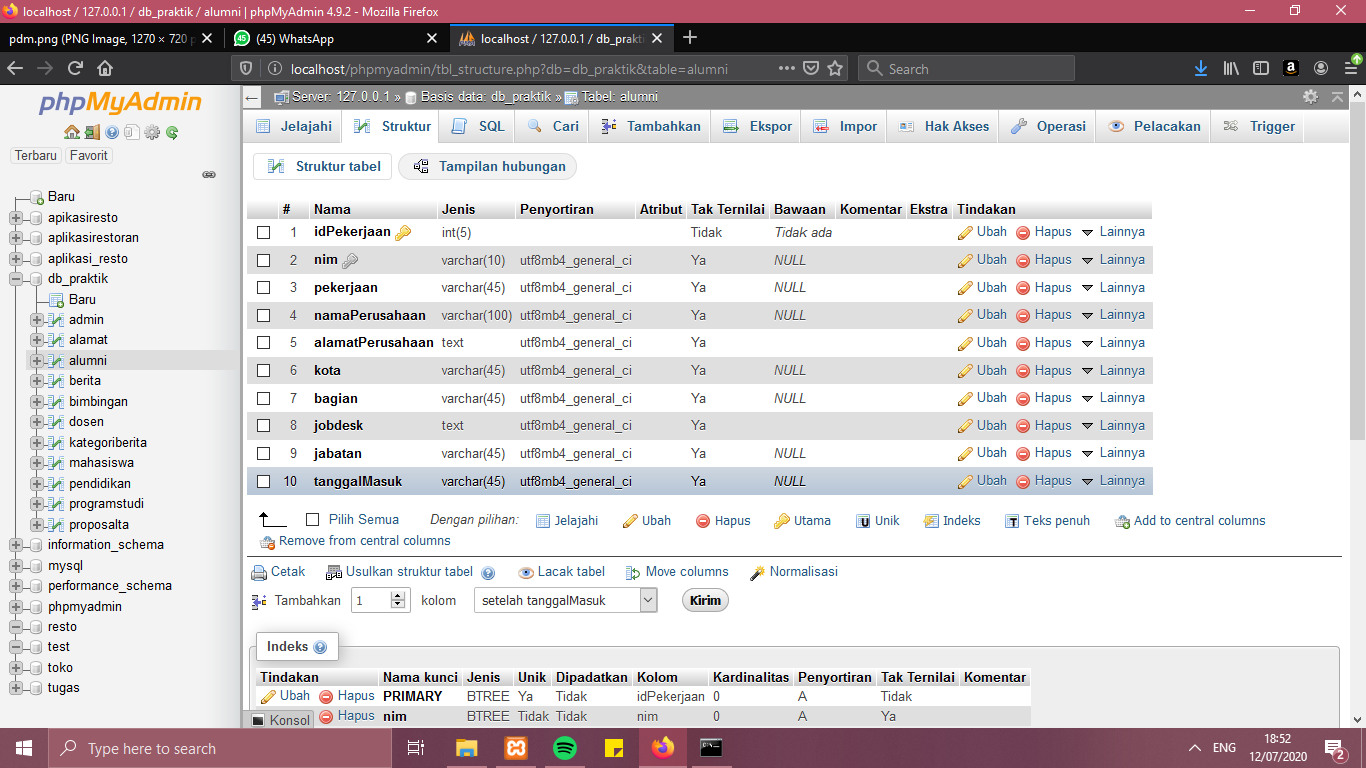 localhost / 127.0.0.1 / db_praktik / alumni | phpMyAdmin 4.9.2 - Mozilla Firefox
pdm.png (PNG Image, 1270 × 720 p
(45) WhatsApp
localhost / 127.0.0.1 / db_prakt
localhost/phpmyadmin/tbl_structure.php?db=db_praktik&table=alumni
Search
phpMyAdmin
Terbaru Favorit
Baru
apikasiresto
aplikasirestoran
aplikasi_resto
db_praktik
Baru
admin
alamat
alumni
berita
bimbingan
dosen
kategoriberita
mahasiswa
pendidikan
programstudi
proposalta
information_schema
mysql
performance_schema
phpmyadmin
resto
test
toko
tugas
Server: 127.0.0.1 » Basis data: db_praktik » Tabel: alumni
Jelajahi Struktur SQL Cari Tambahkan Ekspor Impor Hak Akses Operasi Pelacakan Trigger
Struktur tabel Tampilan hubungan
# Nama Jenis Penyortiran Atribut Tak Ternilai Bawaan Komentar Ekstra Tindakan
1 idPekerjaan int(5) Tidak Tidak ada Ubah Hapus Lainnya
2 nim varchar(10) utf8mb4_general_ci Ya NULL Ubah Hapus Lainnya
3 pekerjaan varchar(45) utf8mb4_general_ci Ya NULL Ubah Hapus Lainnya
4 namaPerusahaan varchar(100) utf8mb4_general_ci Ya NULL Ubah Hapus Lainnya
5 alamatPerusahaan text utf8mb4_general_ci Ya Ubah Hapus Lainnya
6 kota varchar(45) utf8mb4_general_ci Ya NULL Ubah Hapus Lainnya
7 bagian varchar(45) utf8mb4_general_ci Ya NULL Ubah Hapus Lainnya
8 jobdesk text utf8mb4_general_ci Ya Ubah Hapus Lainnya
9 jabatan varchar(45) utf8mb4_general_ci Ya NULL Ubah Hapus Lainnya
10 tanggalMasuk varchar(45) utf8mb4_general_ci Ya NULL Ubah Hapus Lainnya
Pilih Semua Dengan pilihan: Jelajahi Ubah Hapus Utama Unik Indeks Teks penuh Add to central columns
Remove from central columns
Cetak Usulkan struktur tabel Lacak tabel Move columns Normalisasi
Tambahkan 1 kolom setelah tanggalMasuk Kirim
Indeks
Tindakan Nama kunci Jenis Unik Dipadatkan Kolom Kardinalitas Penyortiran Tak Ternilai Komentar
Ubah Hapus PRIMARY BTREE Ya Tidak idPekerjaan 0 A Tidak
Hapus nim BTREE Tidak Tidak nim 0 A Ya
Konsol
Type here to search
ENG
18:52
12/07/2020
2